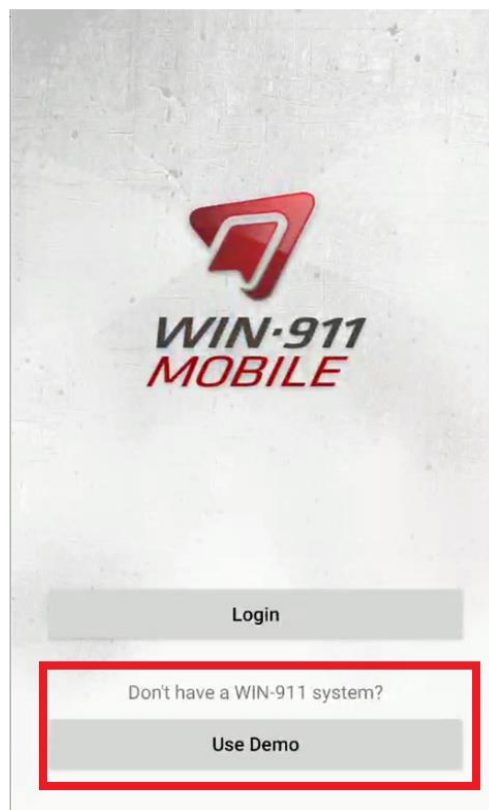 WIN·911
MOBILE
Login
Don't have a WIN-911 system?
Use Demo